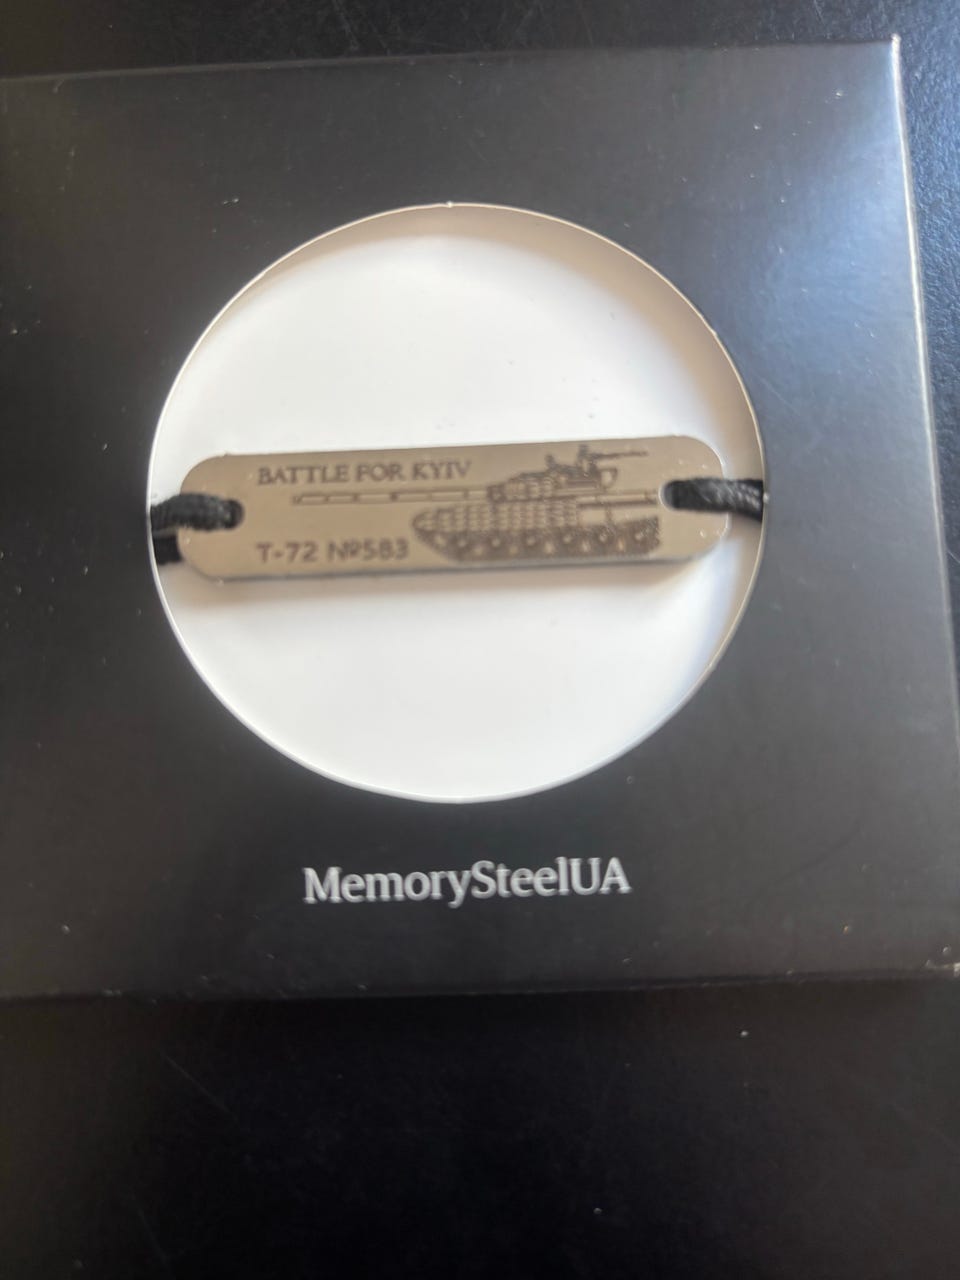 BATTLE FOR KYIV
T-72 №583
MemorySteelUA